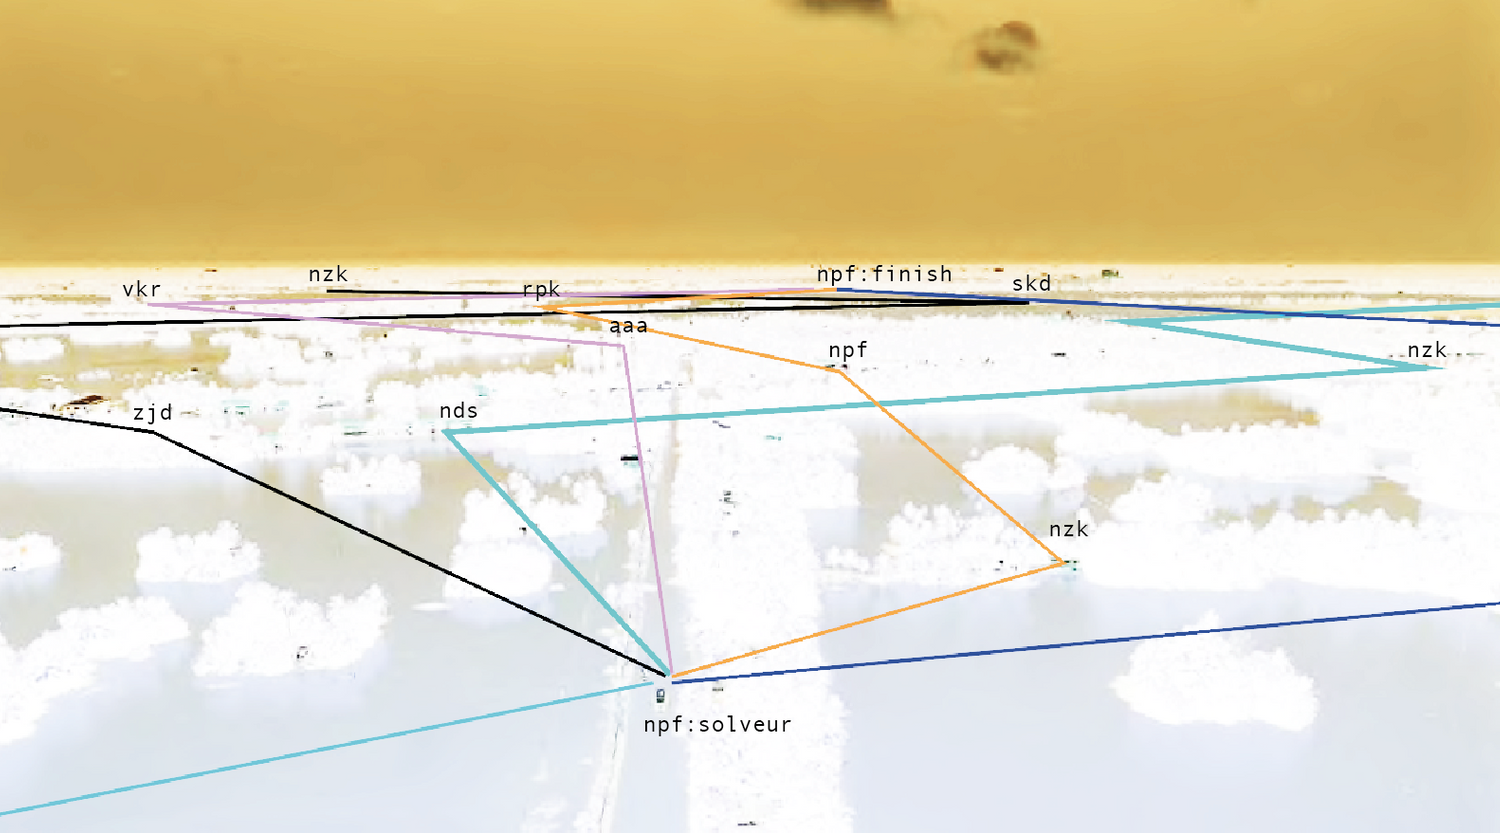 nzk
npf:finish
vkr
rpk
skd
aaa
npf
nzk
zjd
nds
nzk
npf:solveur